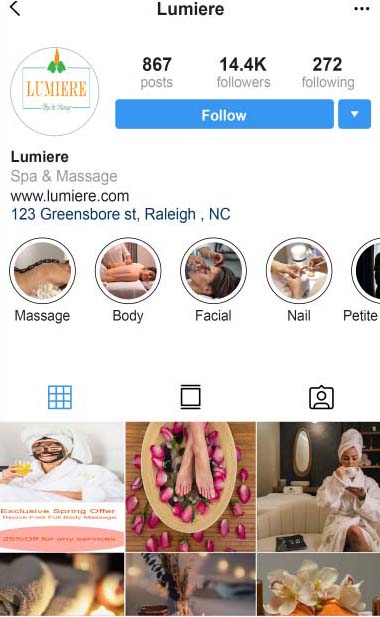 Lumiere
LUMIERE
Spa & Massage
867
14.4K
272
posts
followers
following
Follow
Lumiere
Spa & Massage
www.lumiere.com
123 Greensbore st, Raleigh , NC
Massage
Body
Facial
Nail
Petite
Exclusive Spring Offer
Recive Free Full Body Massage
25%Off for any services